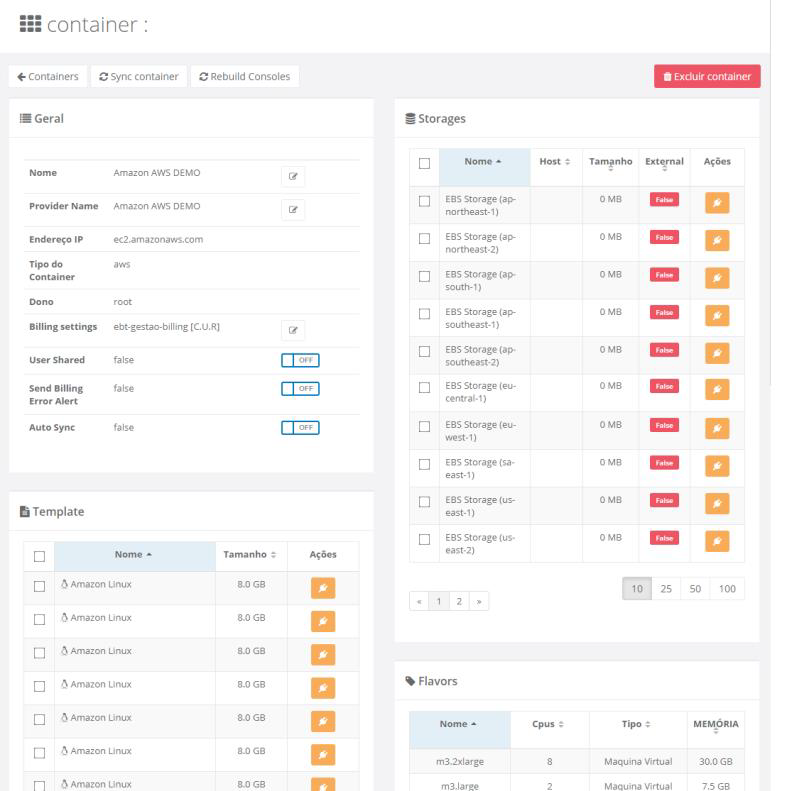 container :
Containers Sync container Rebuild Consoles Excluir container
Geral
Nome Amazon AWS DEMO
Provider Name Amazon AWS DEMO
Endereço IP ec2.amazonaws.com
Tipo do aws
Container
Dono root
Billing settings ebt-gestao-billing [C.U.R]
User Shared false OFF
Send Billing false OFF
Error Alert
Auto Sync false OFF
Template
Nome Tamanho Ações
Amazon Linux 8.0 GB
Amazon Linux 8.0 GB
Amazon Linux 8.0 GB
Amazon Linux 8.0 GB
Amazon Linux 8.0 GB
Amazon Linux 8.0 GB
Amazon Linux 8.0 GB
Storages
Nome Host Tamanho External Ações
EBS Storage (ap- 0 MB False
northeast-1)
EBS Storage (ap- 0 MB False
northeast-2)
EBS Storage (ap- 0 MB False
south-1)
EBS Storage (ap- 0 MB False
southeast-1)
EBS Storage (ap- 0 MB False
southeast-2)
EBS Storage (eu- 0 MB False
central-1)
EBS Storage (eu- 0 MB False
west-1)
EBS Storage (sa- 0 MB False
east-1)
EBS Storage (us- 0 MB False
east-1)
EBS Storage (us- 0 MB False
east-2)
« 1 2 » 10 25 50 100
Flavors
Nome Cpus Tipo MEMÓRIA
m3.2xlarge 8 Maquina Virtual 30.0 GB
m3.large 2 Maquina Virtual 7.5 GB